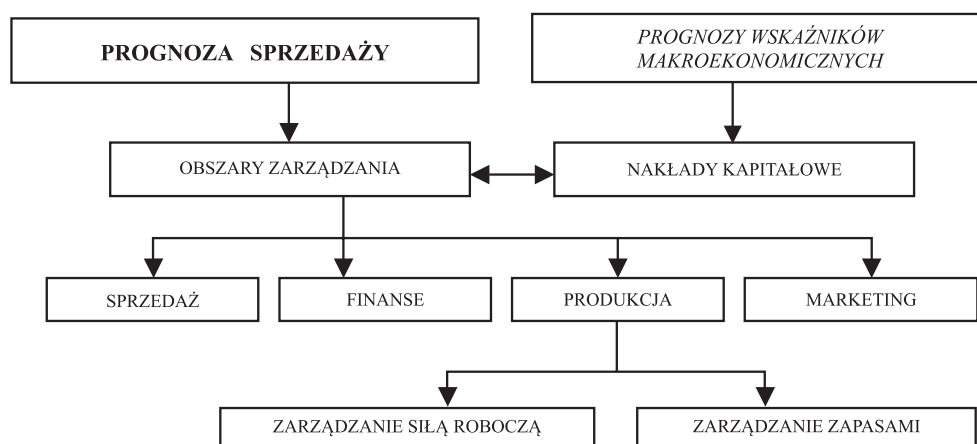 PROGNOZA SPRZEDAŻY
PROGNOZY WSKAŹNIKÓW
MAKROEKONOMICZNYCH
OBSZARY ZARZĄDZANIA
NAKŁADY KAPITAŁOWE
SPRZEDAŻ
FINANSE
PRODUKCJA
MARKETING
ZARZĄDZANIE SIŁĄ ROBOCZĄ
ZARZĄDZANIE ZAPASAMI